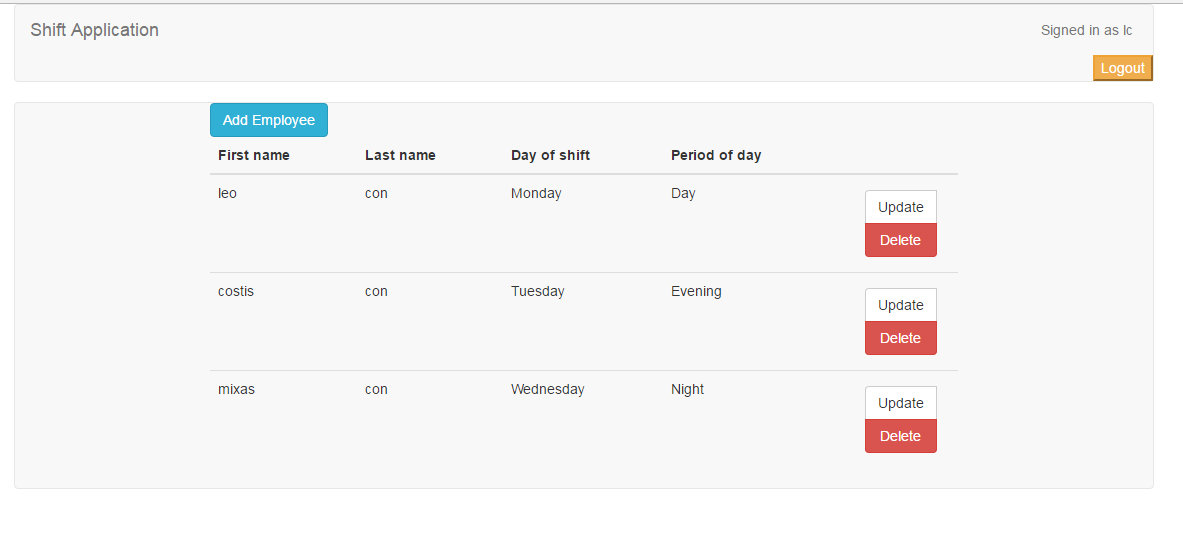 Shift Application
Signed in as lc
Logout
Add Employee
First name Last name Day of shift Period of day
leo con Monday Day
Update
Delete
costis con Tuesday Evening
Update
Delete
mixas con Wednesday Night
Update
Delete